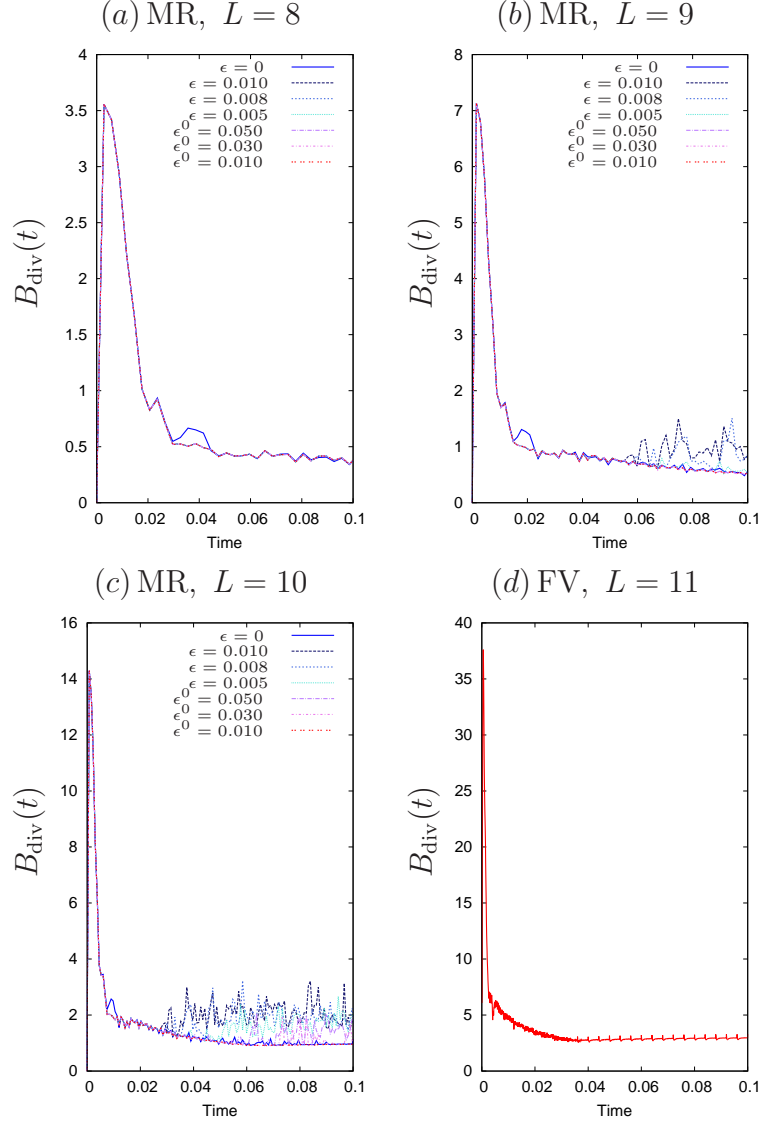 (a) MR, L = 8
(b) MR, L = 9
4
3.5
3
2.5
2
1.5
1
0.5
0
B_div(t)
ϵ = 0
ϵ = 0.010
ϵ = 0.008
ϵ = 0.005
ϵ^0 = 0.050
ϵ^0 = 0.030
ϵ^0 = 0.010
0 0.02 0.04 0.06 0.08 0.1
Time
8
7
6
5
4
3
2
1
0
B_div(t)
ϵ = 0
ϵ = 0.010
ϵ = 0.008
ϵ = 0.005
ϵ^0 = 0.050
ϵ^0 = 0.030
ϵ^0 = 0.010
0 0.02 0.04 0.06 0.08 0.1
Time
(c) MR, L = 10
(d) FV, L = 11
16
14
12
10
8
6
4
2
0
B_div(t)
ϵ = 0
ϵ = 0.010
ϵ = 0.008
ϵ = 0.005
ϵ^0 = 0.050
ϵ^0 = 0.030
ϵ^0 = 0.010
0 0.02 0.04 0.06 0.08 0.1
Time
40
35
30
25
20
15
10
5
0
B_div(t)
0 0.02 0.04 0.06 0.08 0.1
Time